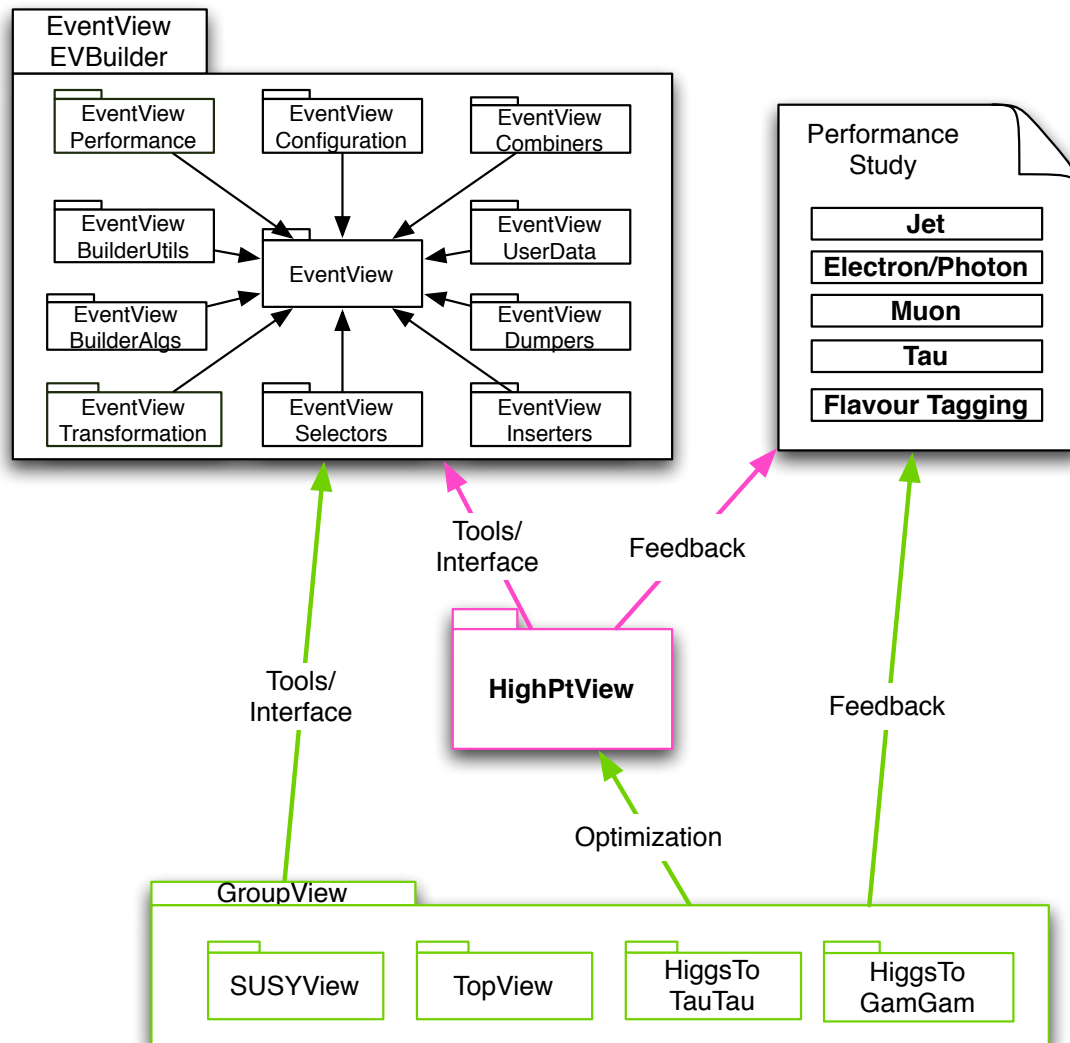 EventView
EVBuilder
EventView
Performance
EventView
Configuration
EventView
Combiners
EventView
BuilderUtils
EventView
UserData
EventView
EventView
BuilderAlgs
EventView
Dumpers
EventView
Transformation
EventView
Selectors
EventView
Inserters
Performance
Study
Jet
Electron/Photon
Muon
Tau
Flavour Tagging
Tools/
Interface
Feedback
HighPtView
Tools/
Interface
Feedback
Optimization
GroupView
SUSYView
TopView
HiggsTo
TauTau
HiggsTo
GamGam